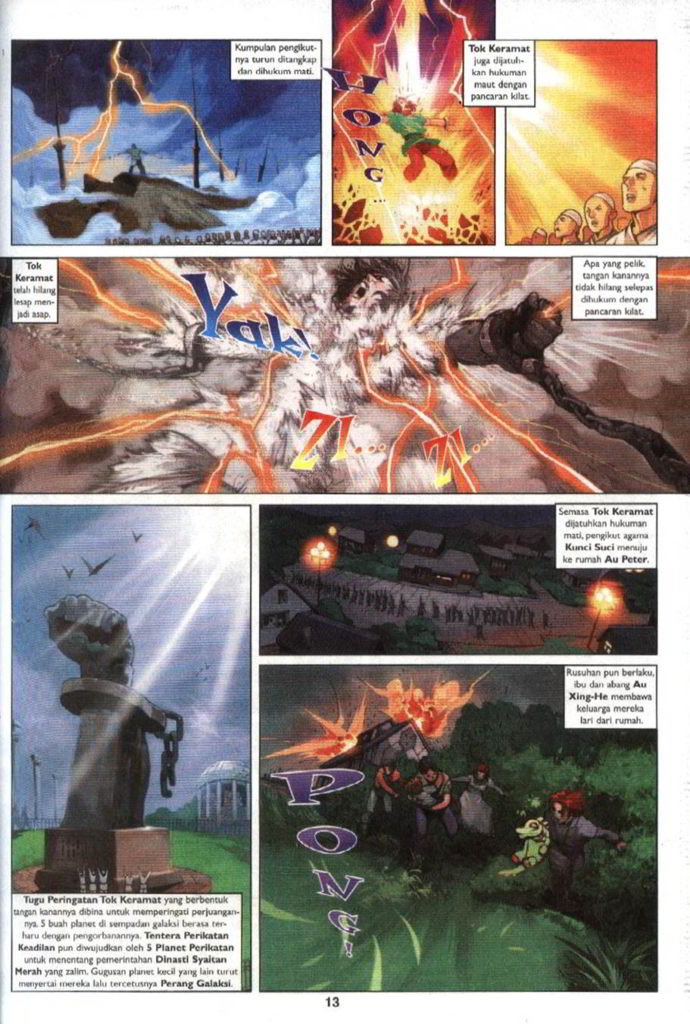 Kumpulan pengikut-
nya turun ditangkap
dan dihukum mati.
HONG...
Tok Keramat
juga dijatuh-
kan hukuman
maut dengan
pancaran kilat.
Tok
Keramat
telah hilang
lesap men-
jadi asap.
Yak!
ZI...
ZI...
Apa yang pelik,
tangan kanannya
tidak hilang selepas
dihukum dengan
pancaran kilat.
Semasa Tok Keramat
dijatuhkan hukuman
mati, pengikut agama
Kunci Suci menuju
ke rumah Au Peter.
Rusuhan pun berlaku,
ibu dan abang Au
Xing-He membawa
keluarga mereka
lari dari rumah.
PONG!
Tugu Peringatan Tok Keramat yang berbentuk
tangan kanannya dibina untuk memperingati perjuangan-
nya. 5 buah planet di sempadan galaksi berasa ter-
haru dengan pengorbanannya. Tentera Perikatan
Keadilan pun diwujudkan oleh 5 Planet Perikatan
untuk menentang pemerintahan Dinasti Syaitan
Merah yang zalim. Gugusan planet kecil yang lain turut
menyertai mereka lalu tercetusnya Perang Galaksi.
13